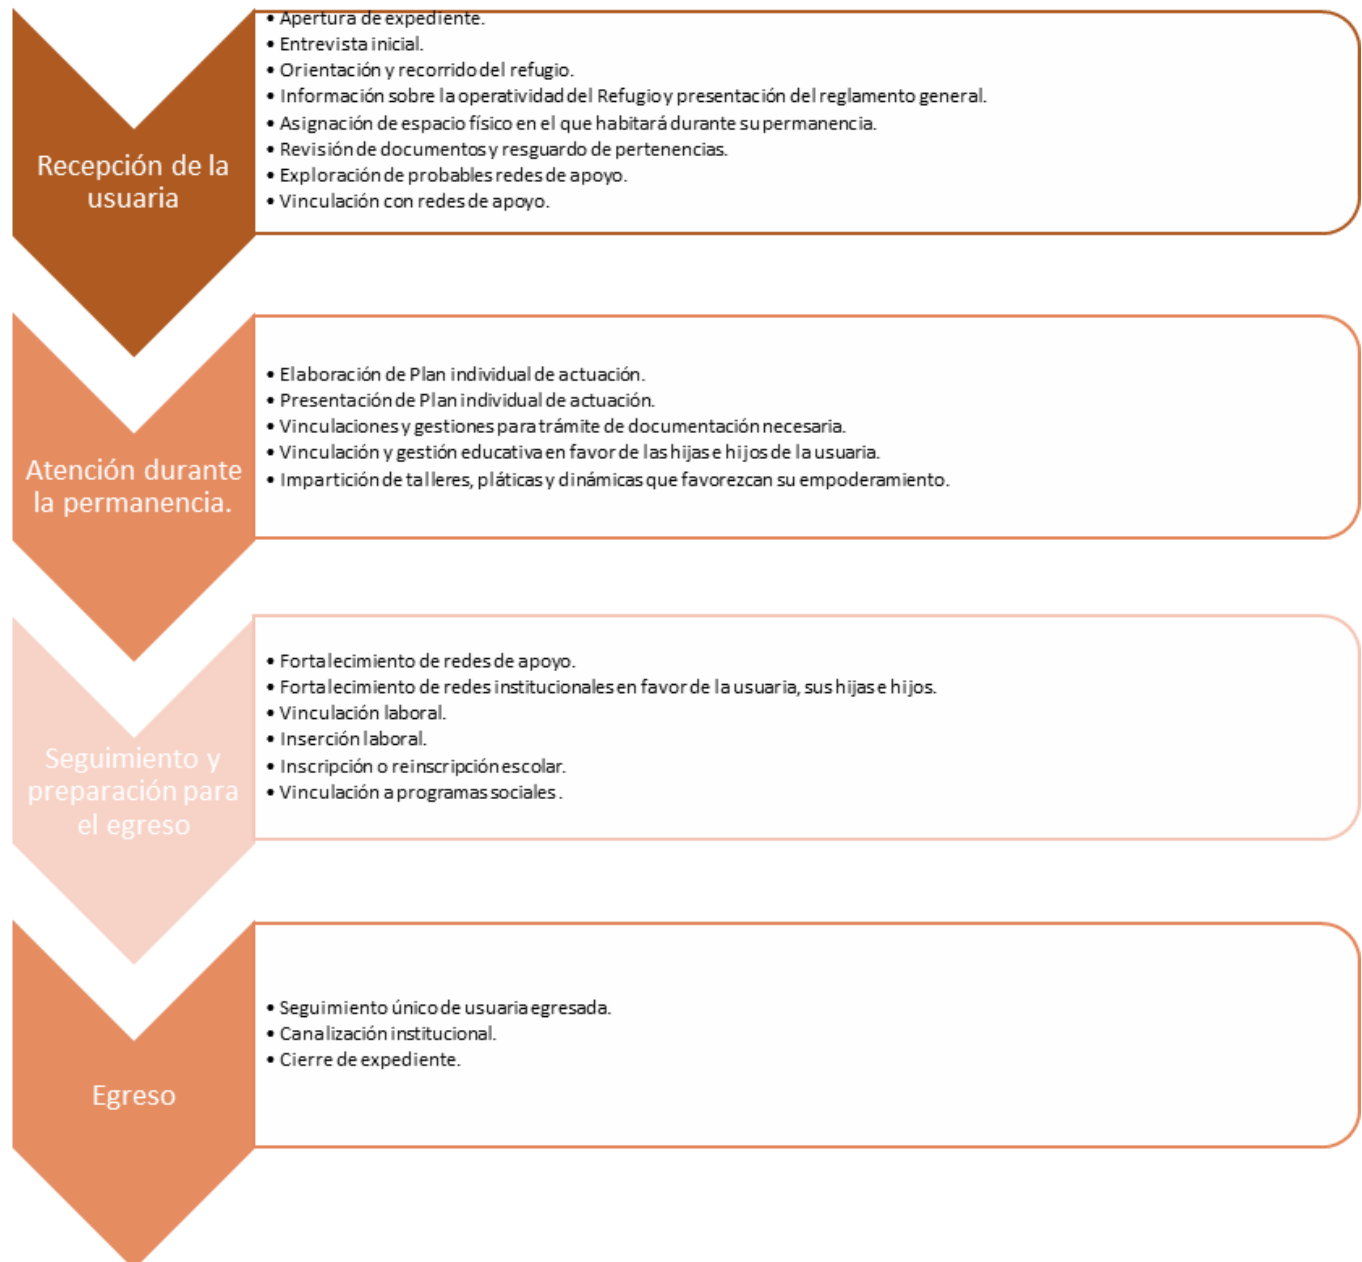 • Apertura de expediente.
• Entrevista inicial.
• Orientación y recorrido del refugio.
• Información sobre la operatividad del Refugio y presentación del reglamento general.
• Asignación de espacio físico en el que habitará durante su permanencia.
• Revisión de documentos y resguardo de pertenencias.
• Exploración de probables redes de apoyo.
• Vinculación con redes de apoyo.
Recepción de la
usuaria
• Elaboración de Plan individual de actuación.
• Presentación de Plan individual de actuación.
• Vinculaciones y gestiones para trámite de documentación necesaria.
• Vinculación y gestión educativa en favor de las hijas e hijos de la usuaria.
• Impartición de talleres, pláticas y dinámicas que favorezcan su empoderamiento.
Atención durante
la permanencia.
• Fortalecimiento de redes de apoyo.
• Fortalecimiento de redes institucionales en favor de la usuaria, sus hijas e hijos.
• Vinculación laboral.
• Inserción laboral.
• Inscripción o reinscripción escolar.
• Vinculación a programas sociales.
Seguimiento y
preparación para
el egreso
• Seguimiento único de usuaria egresada.
• Canalización institucional.
• Cierre de expediente.
Egreso